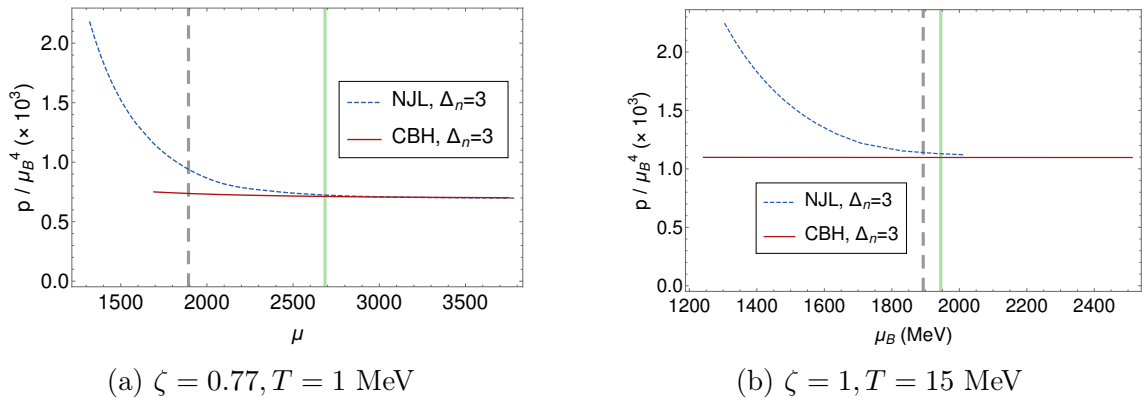 2.0
1.5
1.0
0.5
0.0
p / μ_B^4 (× 10^3)
NJL, Δ_n=3
CBH, Δ_n=3
1500 2000 2500 3000 3500
μ
(a) ζ = 0.77, T = 1 MeV
2.0
1.5
1.0
0.5
0.0
p / μ_B^4 (× 10^3)
NJL, Δ_n=3
CBH, Δ_n=3
1200 1400 1600 1800 2000 2200 2400
μ_B (MeV)
(b) ζ = 1, T = 15 MeV